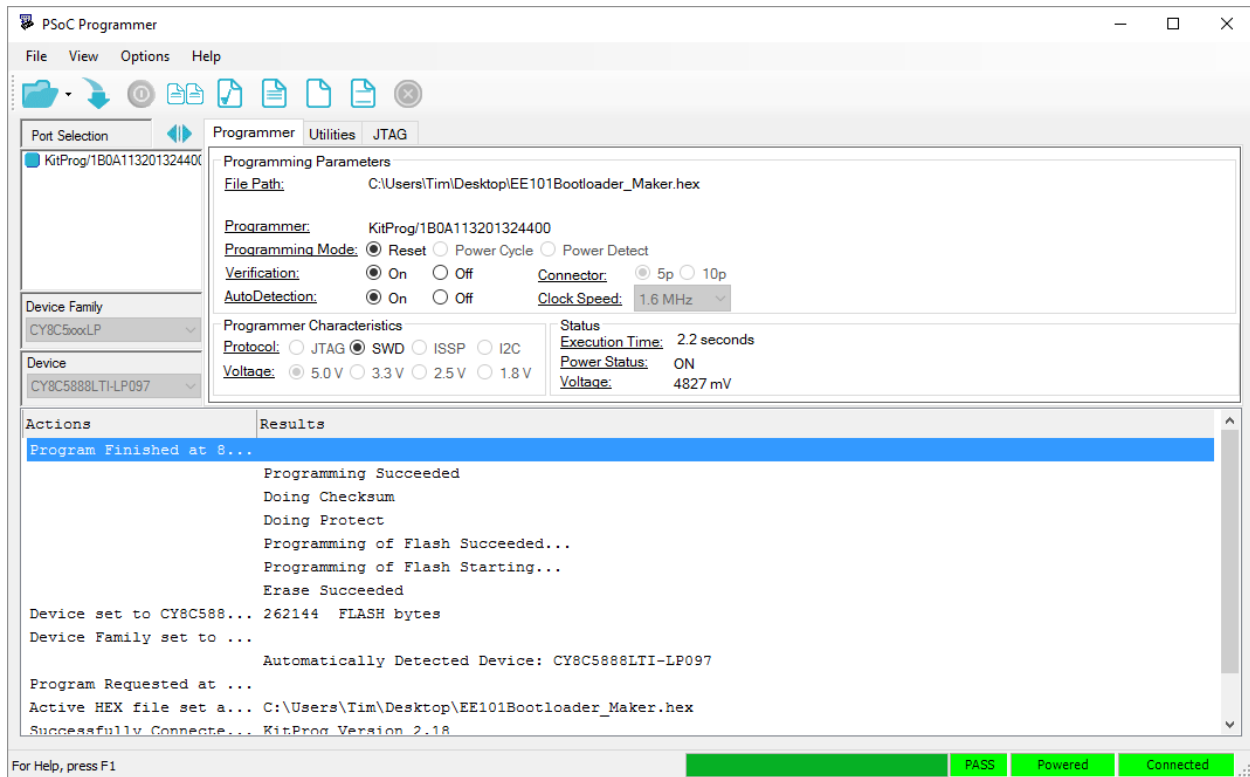 PSoC Programmer
File View Options Help
Port Selection
KitProg/1B0A113201324400
Device Family
CY8C5xxxLP
Device
CY8C5888LTI-LP097
Programmer Utilities JTAG
Programming Parameters
File Path: C:\Users\Tim\Desktop\EE101Bootloader_Maker.hex
Programmer: KitProg/1B0A113201324400
Programming Mode: Reset Power Cycle Power Detect
Verification: On Off Connector: 5p 10p
AutoDetection: On Off Clock Speed: 1.6 MHz
Programmer Characteristics
Protocol: JTAG SWD ISSP I2C
Voltage: 5.0 V 3.3 V 2.5 V 1.8 V
Status
Execution Time: 2.2 seconds
Power Status: ON
Voltage: 4827 mV
Actions Results
Program Finished at 8...
Programming Succeeded
Doing Checksum
Doing Protect
Programming of Flash Succeeded...
Programming of Flash Starting...
Erase Succeeded
Device set to CY8C588... 262144 FLASH bytes
Device Family set to ...
Automatically Detected Device: CY8C5888LTI-LP097
Program Requested at ...
Active HEX file set a... C:\Users\Tim\Desktop\EE101Bootloader_Maker.hex
Successfully Connecte... KitProg Version 2.18
For Help, press F1 PASS Powered Connected